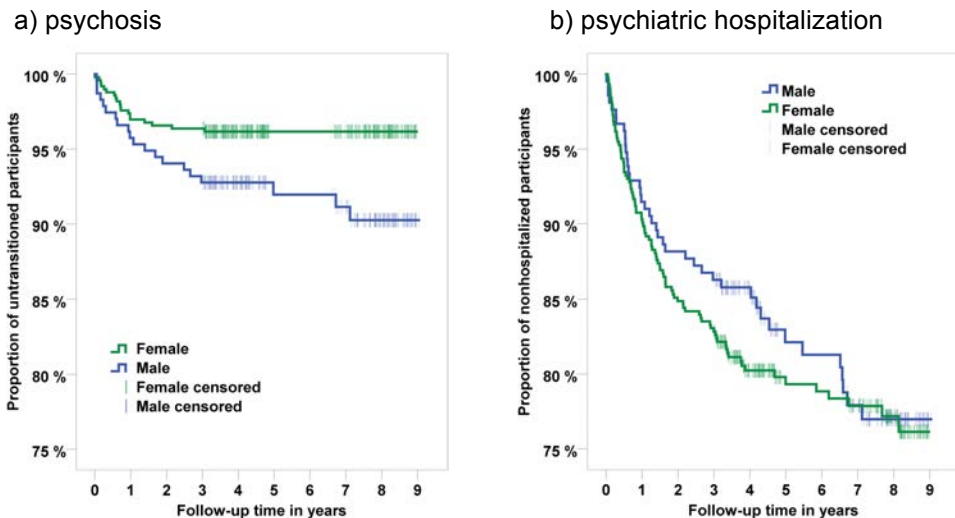 a) psychosis
b) psychiatric hospitalization
Proportion of untransitioned participants
100 %
95 %
90 %
85 %
80 %
75 %
Female
Male
Female censored
Male censored
0 1 2 3 4 5 6 7 8 9
Follow-up time in years
Proportion of nonhospitalized participants
100 %
95 %
90 %
85 %
80 %
75 %
Male
Female
Male censored
Female censored
0 1 2 3 4 5 6 7 8 9
Follow-up time in years